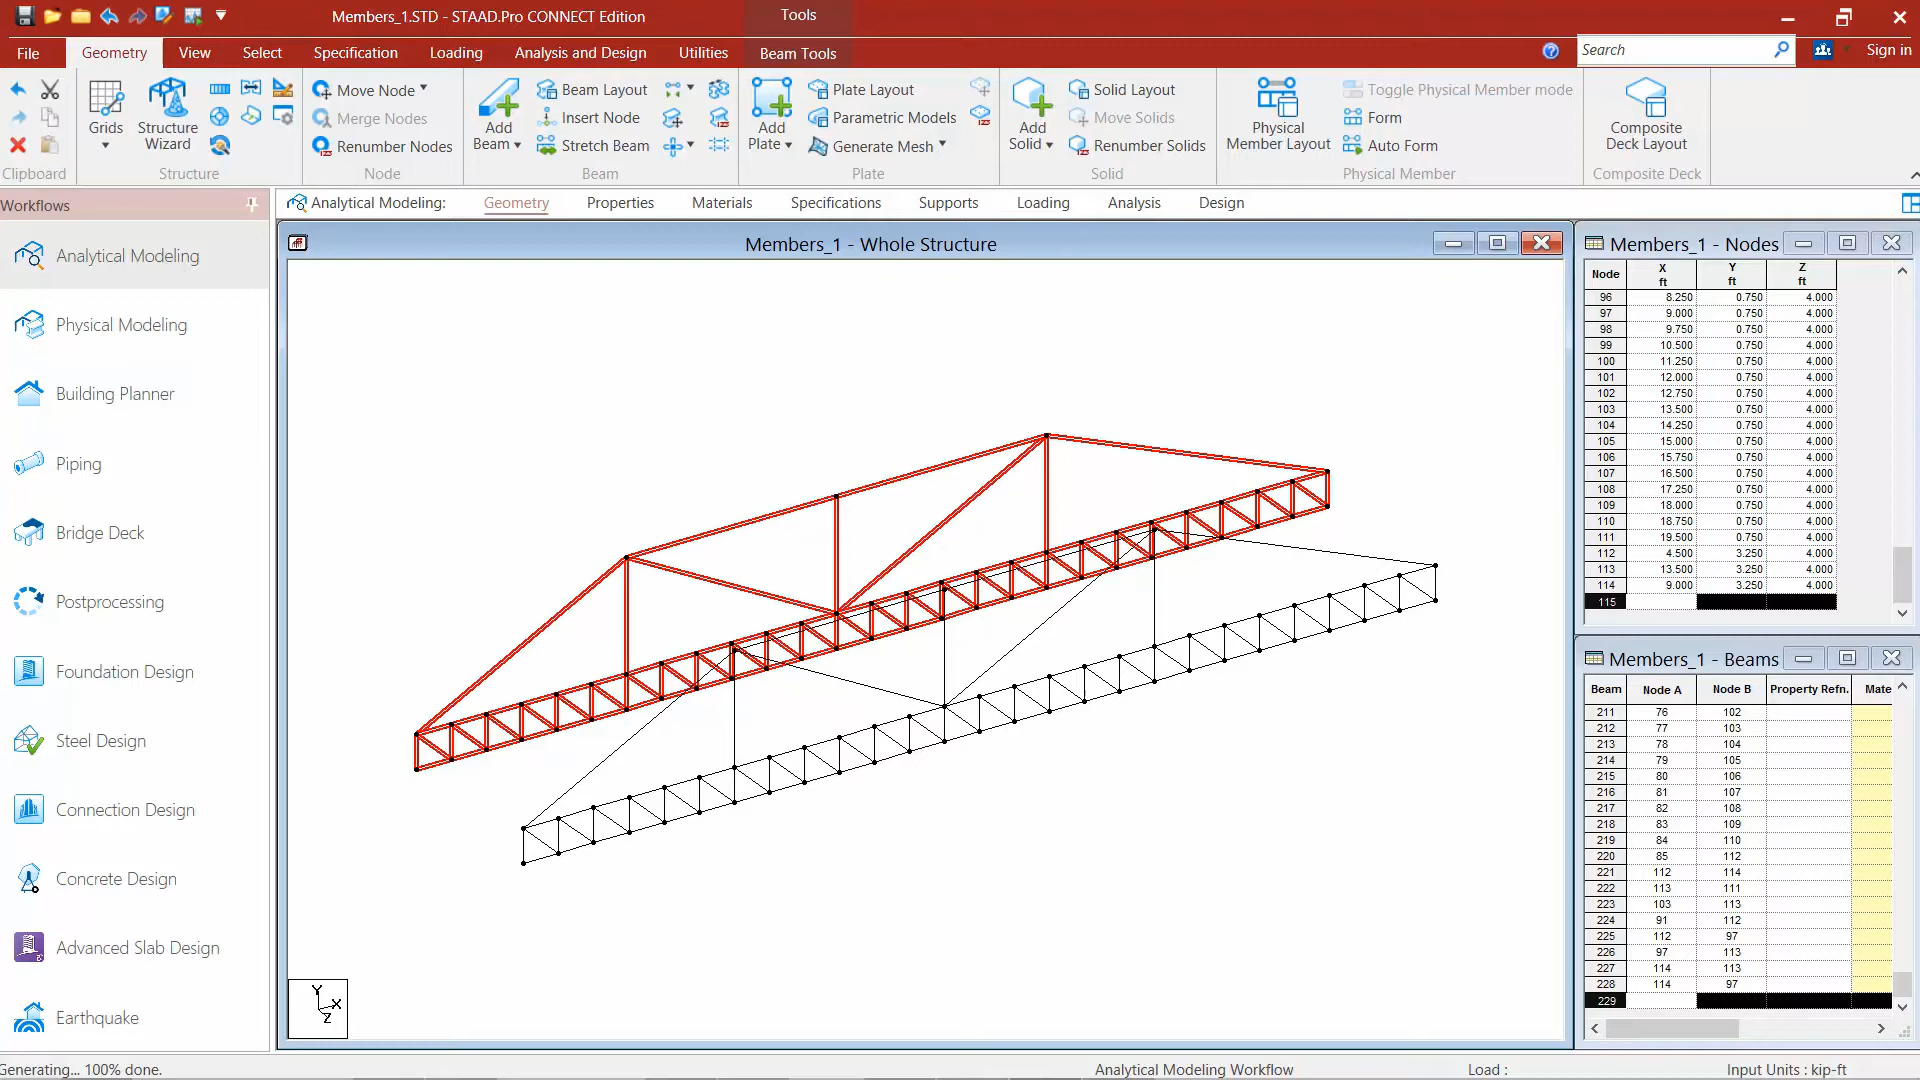 Members_1.STD - STAAD.Pro CONNECT Edition
Tools
File
Geometry
View
Select
Specification
Loading
Analysis and Design
Utilities
Beam Tools
Search
Sign in
Grids
Structure Wizard
Structure
Clipboard
Move Node
Merge Nodes
Renumber Nodes
Node
Add Beam
Beam Layout
Insert Node
Stretch Beam
Beam
Add Plate
Plate Layout
Parametric Models
Generate Mesh
Plate
Add Solid
Solid Layout
Move Solids
Renumber Solids
Solid
Physical Member Layout
Toggle Physical Member mode
Form
Auto Form
Physical Member
Composite Deck Layout
Composite Deck
Workflows
Analytical Modeling
Physical Modeling
Building Planner
Piping
Bridge Deck
Postprocessing
Foundation Design
Steel Design
Connection Design
Concrete Design
Advanced Slab Design
Earthquake
Analytical Modeling:
Geometry
Properties
Materials
Specifications
Supports
Loading
Analysis
Design
Members_1 - Whole Structure
Y
X
Z
Members_1 - Nodes
Node X ft Y ft Z ft
96 8.250 0.750 4.000
97 9.000 0.750 4.000
98 9.750 0.750 4.000
99 10.500 0.750 4.000
100 11.250 0.750 4.000
101 12.000 0.750 4.000
102 12.750 0.750 4.000
103 13.500 0.750 4.000
104 14.250 0.750 4.000
105 15.000 0.750 4.000
106 15.750 0.750 4.000
107 16.500 0.750 4.000
108 17.250 0.750 4.000
109 18.000 0.750 4.000
110 18.750 0.750 4.000
111 19.500 0.750 4.000
112 4.500 3.250 4.000
113 13.500 3.250 4.000
114 9.000 3.250 4.000
115
Members_1 - Beams
Beam Node A Node B Property Refn. Mate
211 76 102
212 77 103
213 78 104
214 79 105
215 80 106
216 81 107
217 82 108
218 83 109
219 84 110
220 85 112
221 112 114
222 113 111
223 103 113
224 91 112
225 112 97
226 97 113
227 114 113
228 114 97
229
Generating... 100% done.
Analytical Modeling Workflow
Load :
Input Units : kip-ft